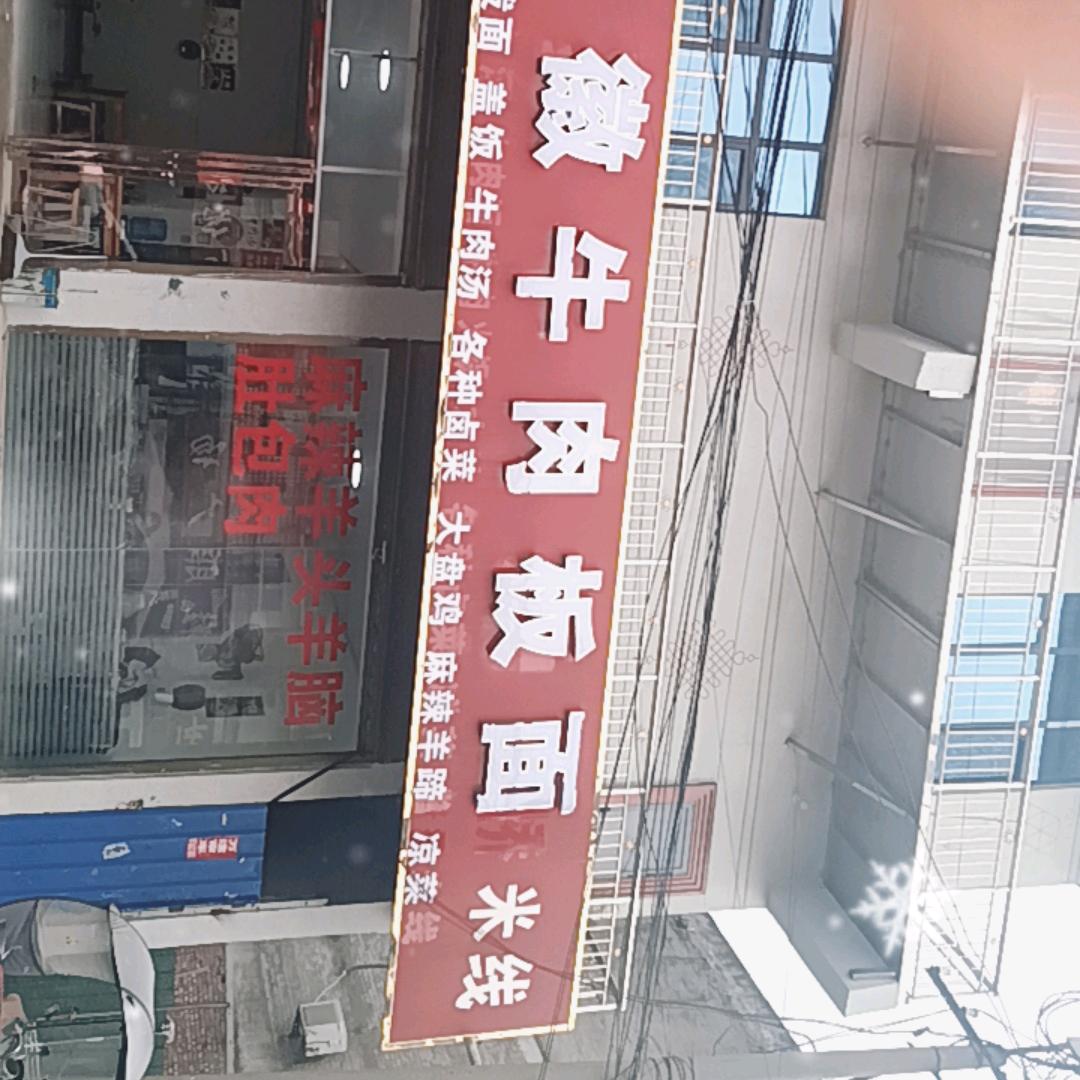 徽牛肉板面 米线
面 盖饭 牛肉汤 各种卤菜 大盘鸡 麻辣羊蹄 凉菜
麻辣羊头羊脑
肚包肉